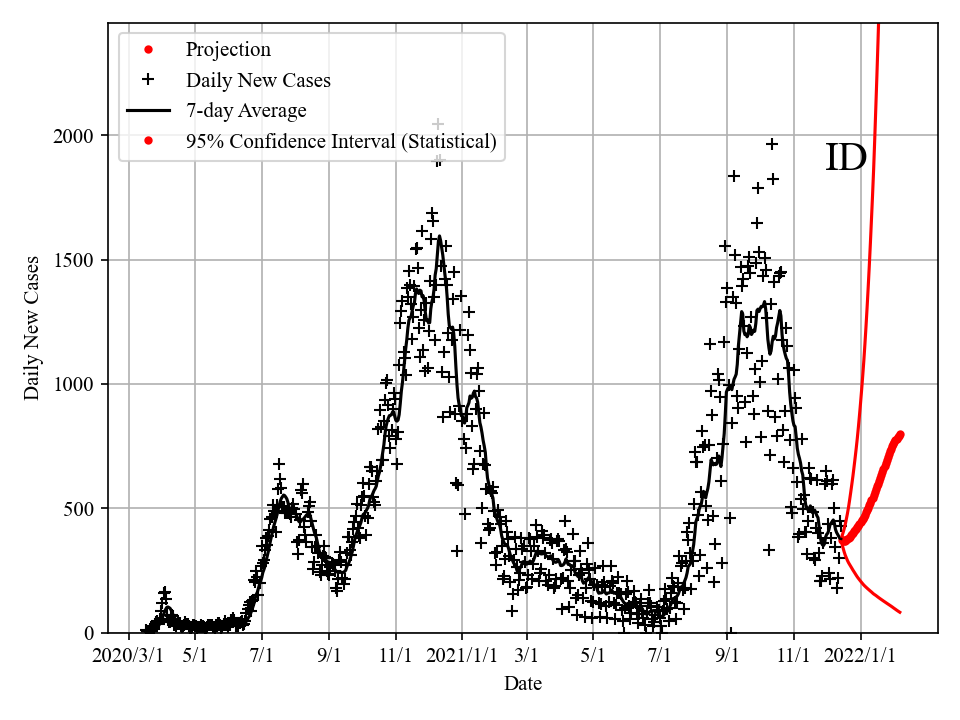 Projection
Daily New Cases
7-day Average
95% Confidence Interval (Statistical)
ID
Daily New Cases
2000
1500
1000
500
0
2020/3/1 5/1 7/1 9/1 11/1 2021/1/1 3/1 5/1 7/1 9/1 11/1 2022/1/1
Date